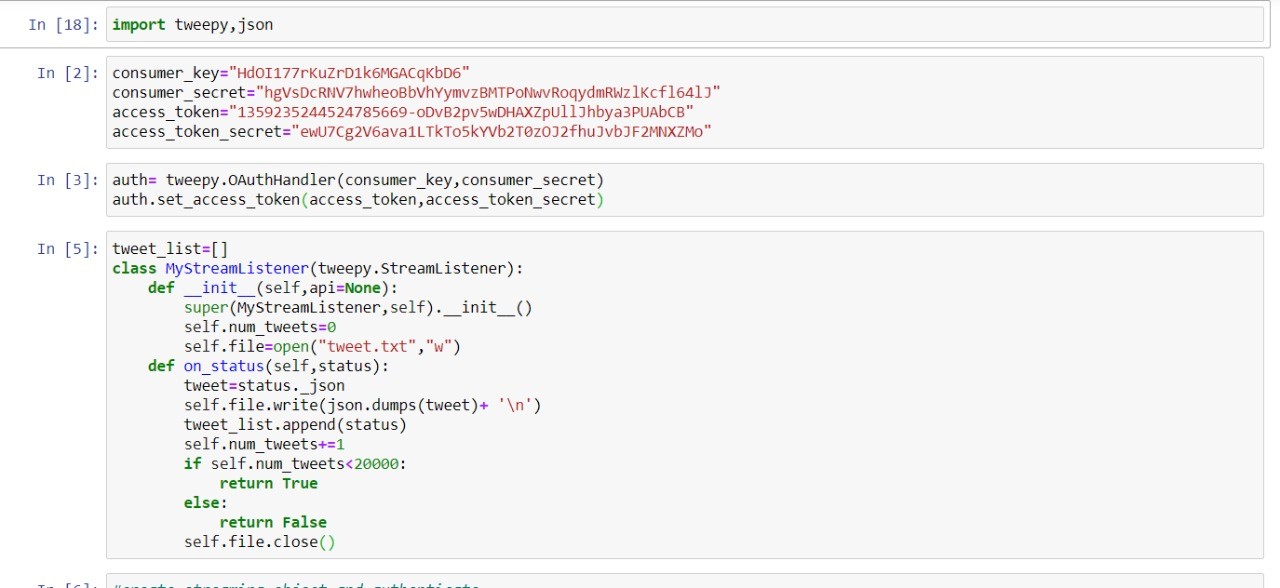 In [18]: import tweepy,json
In [2]: consumer_key="HdOI177rKuZrD1k6MGACqKbD6"
consumer_secret="hgVsDcRNV7hwheoBbVhYymvzBMTPoNwvRoqydmRWzlKcfl64lJ"
access_token="1359235244524785669-oDvB2pv5wDHAXZpUllJhbya3PUAbCB"
access_token_secret="ewU7Cg2V6ava1LTkTo5kYVb2T0zOJ2fhuJvbJF2MNXZMo"
In [3]: auth= tweepy.OAuthHandler(consumer_key,consumer_secret)
auth.set_access_token(access_token,access_token_secret)
In [5]: tweet_list=[]
class MyStreamListener(tweepy.StreamListener):
    def __init__(self,api=None):
        super(MyStreamListener,self).__init__()
        self.num_tweets=0
        self.file=open("tweet.txt","w")
    def on_status(self,status):
        tweet=status._json
        self.file.write(json.dumps(tweet)+ '\n')
        tweet_list.append(status)
        self.num_tweets+=1
        if self.num_tweets<20000:
            return True
        else:
            return False
        self.file.close()